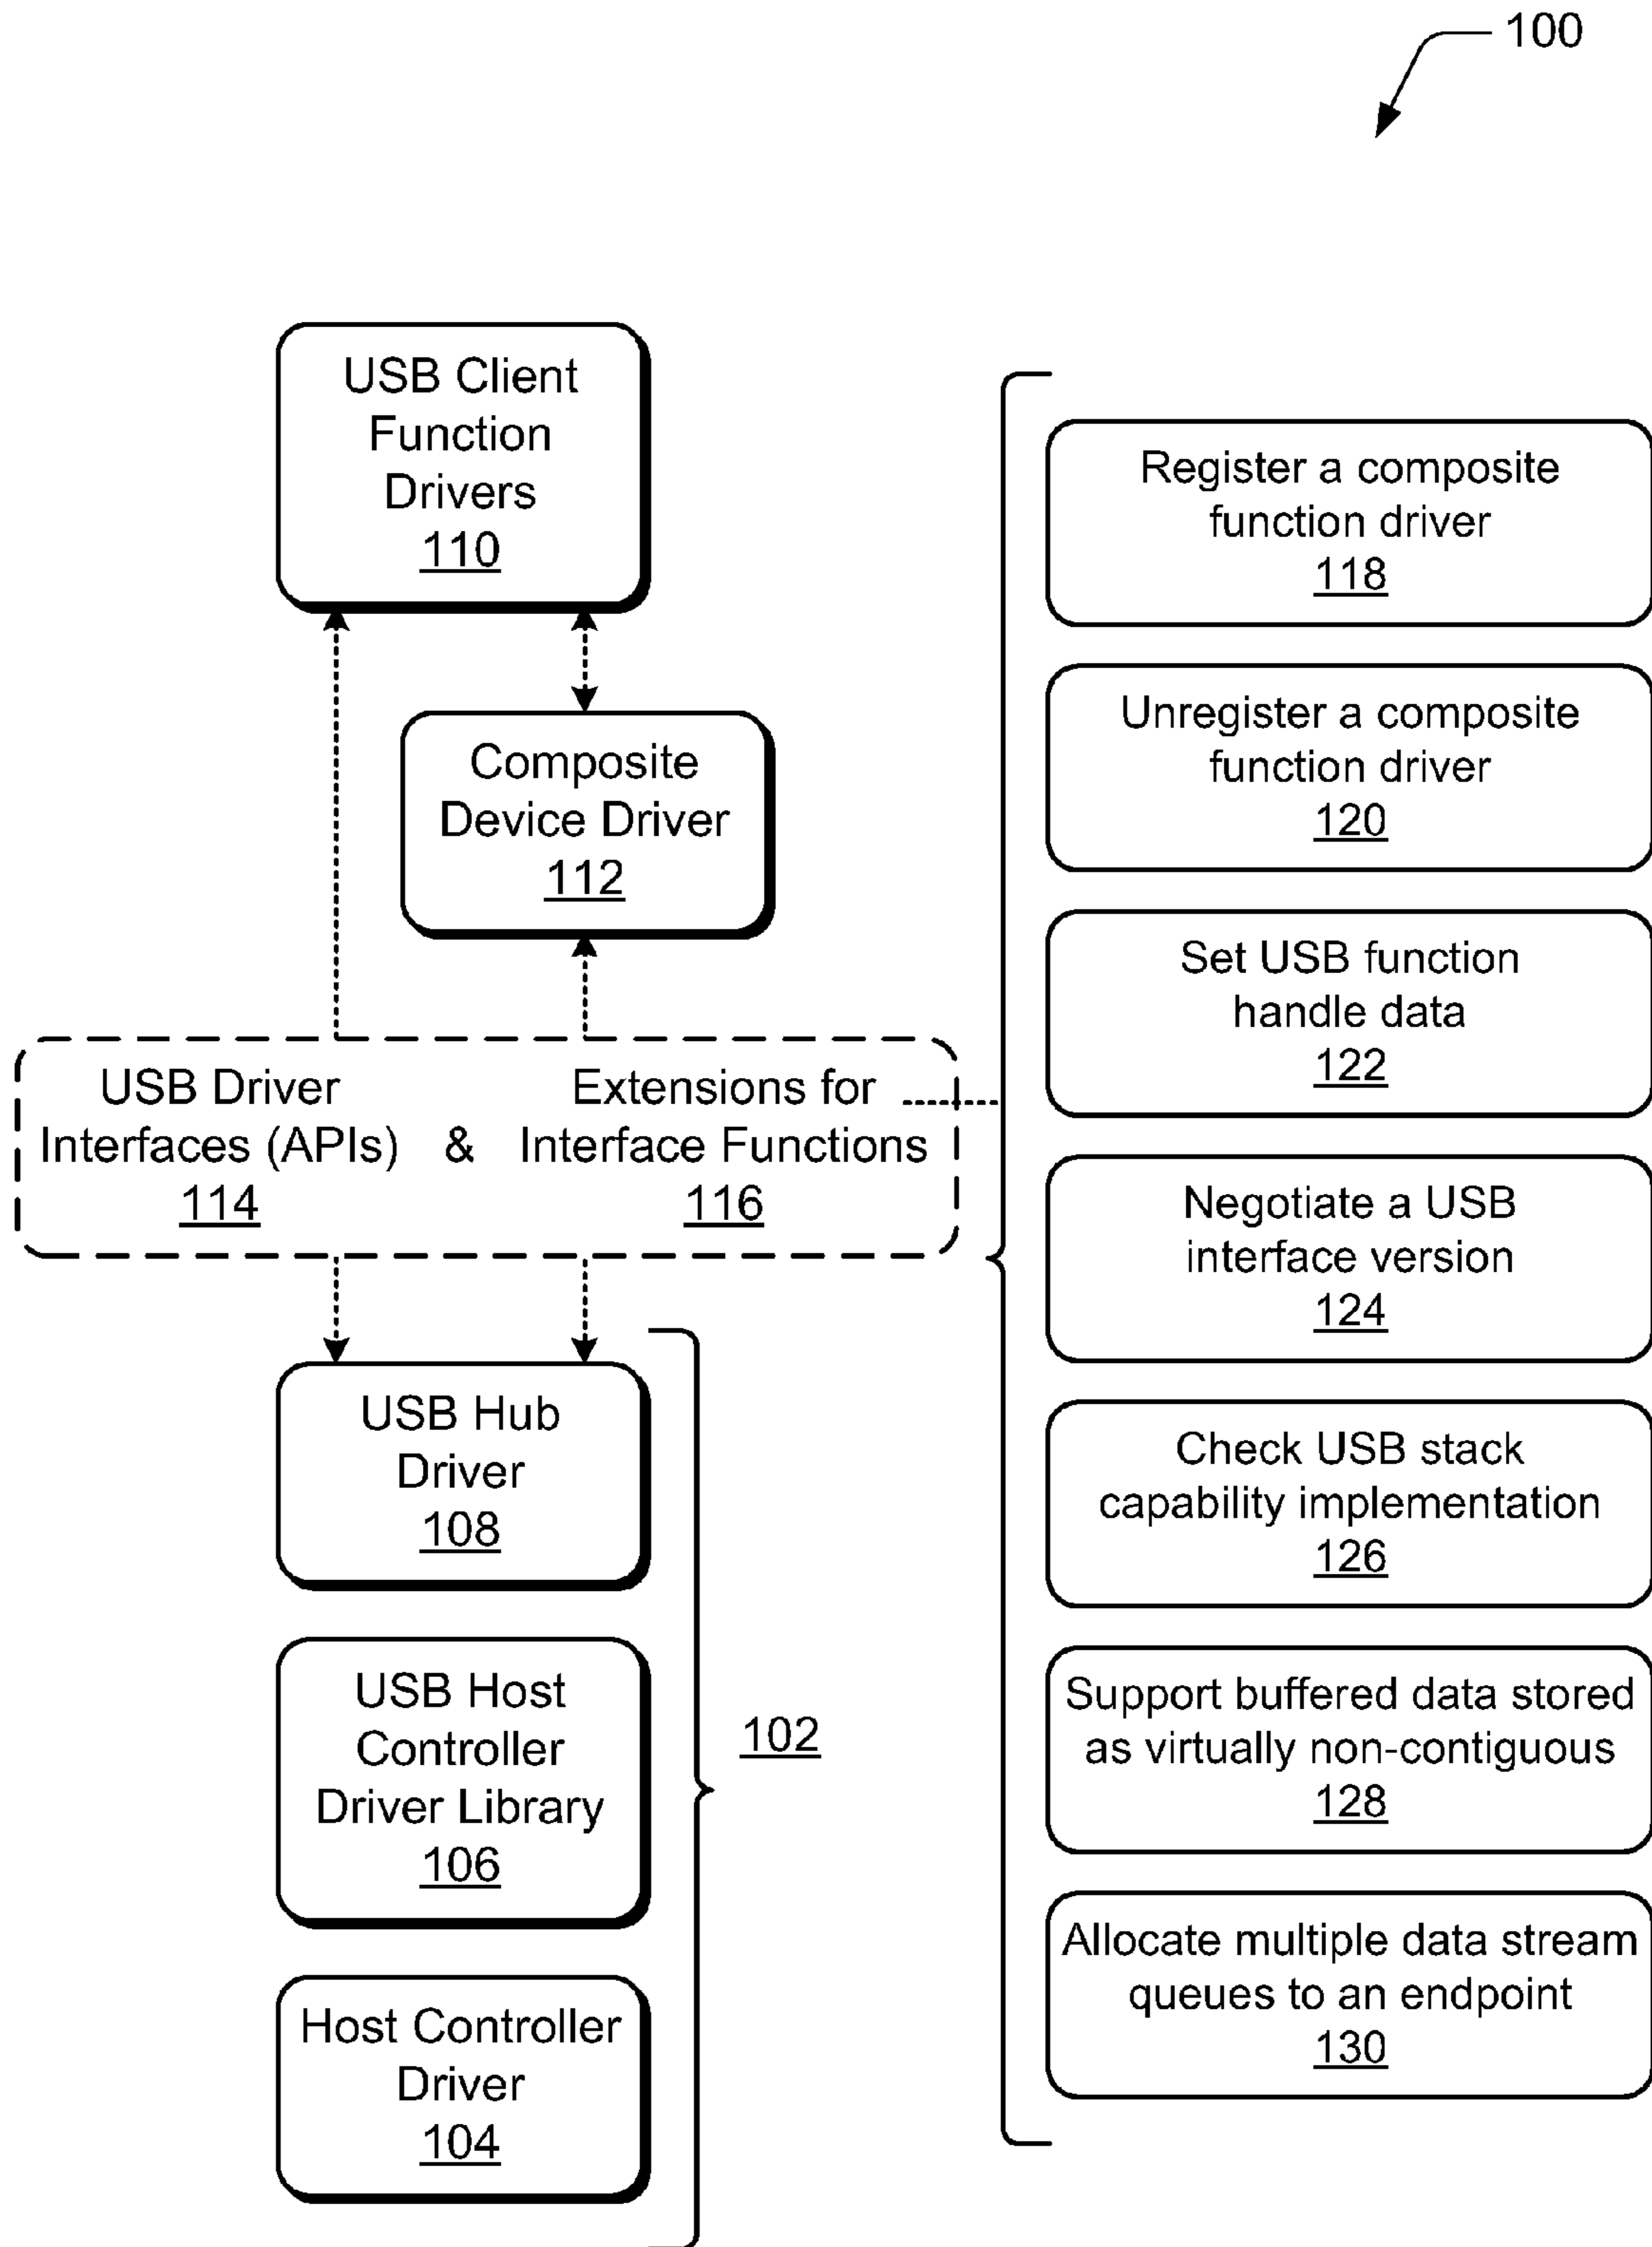 100
USB Client
Function
Drivers
110
Composite
Device Driver
112
USB Driver
Interfaces (APIs)
114
&
Extensions for
Interface Functions
116
USB Hub
Driver
108
USB Host
Controller
Driver Library
106
Host Controller
Driver
104
102
Register a composite
function driver
118
Unregister a composite
function driver
120
Set USB function
handle data
122
Negotiate a USB
interface version
124
Check USB stack
capability implementation
126
Support buffered data stored
as virtually non-contiguous
128
Allocate multiple data stream
queues to an endpoint
130